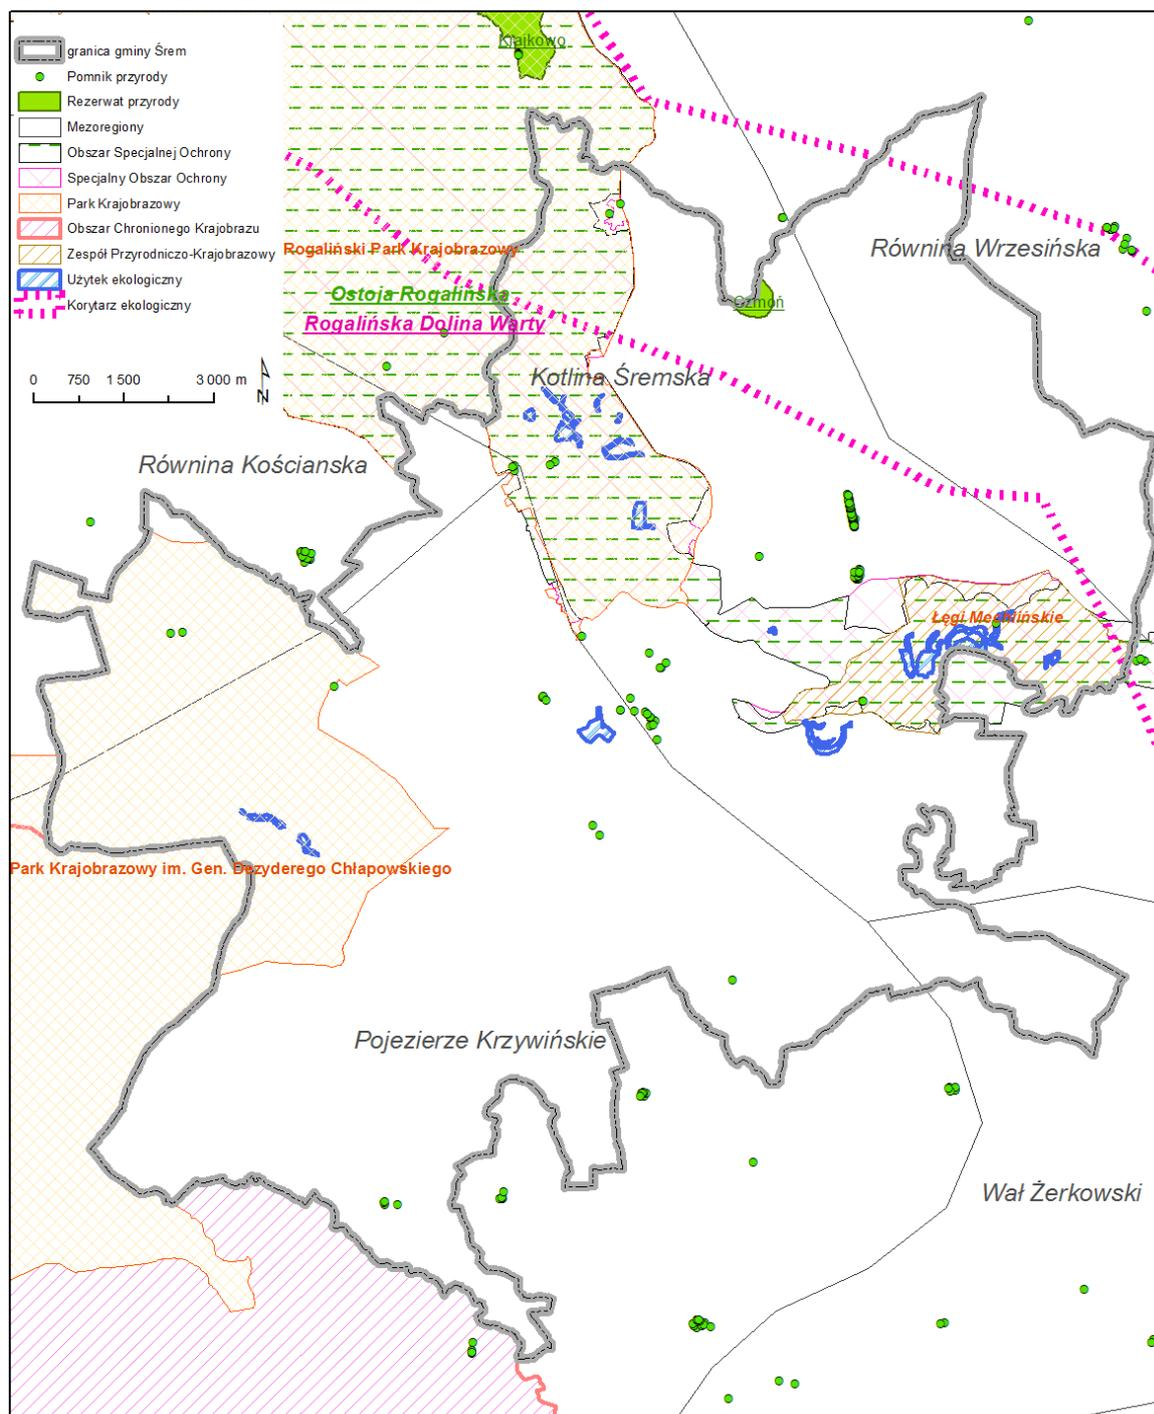 Krajkowo
granica gminy Śrem
Pomnik przyrody
Rezerwat przyrody
Mezoregiony
Obszar Specjalnej Ochrony
Specjalny Obszar Ochrony
Park Krajobrazowy
Obszar Chronionego Krajobrazu
Zespół Przyrodniczo-Krajobrazowy
Użytek ekologiczny
Korytarz ekologiczny
Rogaliński Park Krajobrazowy
Równina Wrzesińska
Ostoja Rogalińska
Czmoń
Rogalińska Dolina Warty
0 750 1 500 3 000 m
N
Kotlina Śremska
Równina Kościanska
Łęgi Mechlińskie
Park Krajobrazowy im. Gen. Dezyderego Chłapowskiego
Pojezierze Krzywińskie
Wał Żerkowski